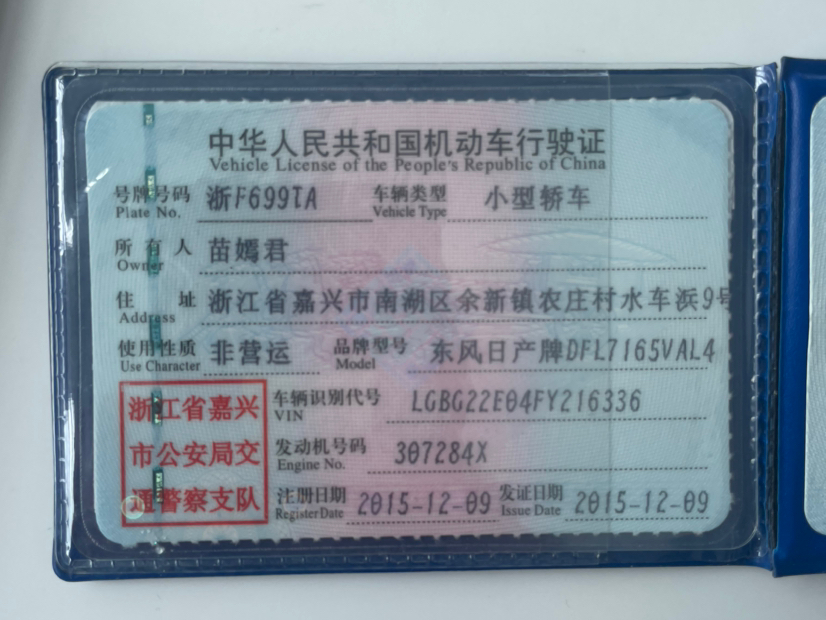 中华人民共和国机动车行驶证
Vehicle License of the People's Republic of China
号牌号码 浙F699TA 车辆类型 小型轿车
Plate No. Vehicle Type
所有人 苗嫣君
Owner
住址 浙江省嘉兴市南湖区余新镇农庄村水车浜9号
Address
使用性质 非营运 品牌型号 东风日产牌DFL7165VAL4
Use Character Model
浙江省嘉兴
市公安局交
通警察支队
车辆识别代号 LGBG22E04FY216336
VIN
发动机号码 307284X
Engine No.
注册日期 2015-12-09 发证日期 2015-12-09
Register Date Issue Date